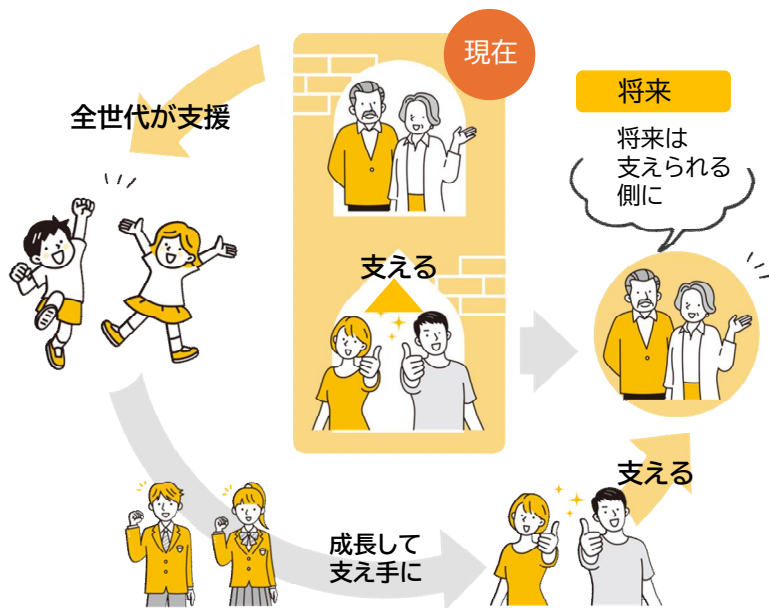 現在
全世代が支援
将来
将来は
支えられる
側に
支える
支える
成長して
支え手に